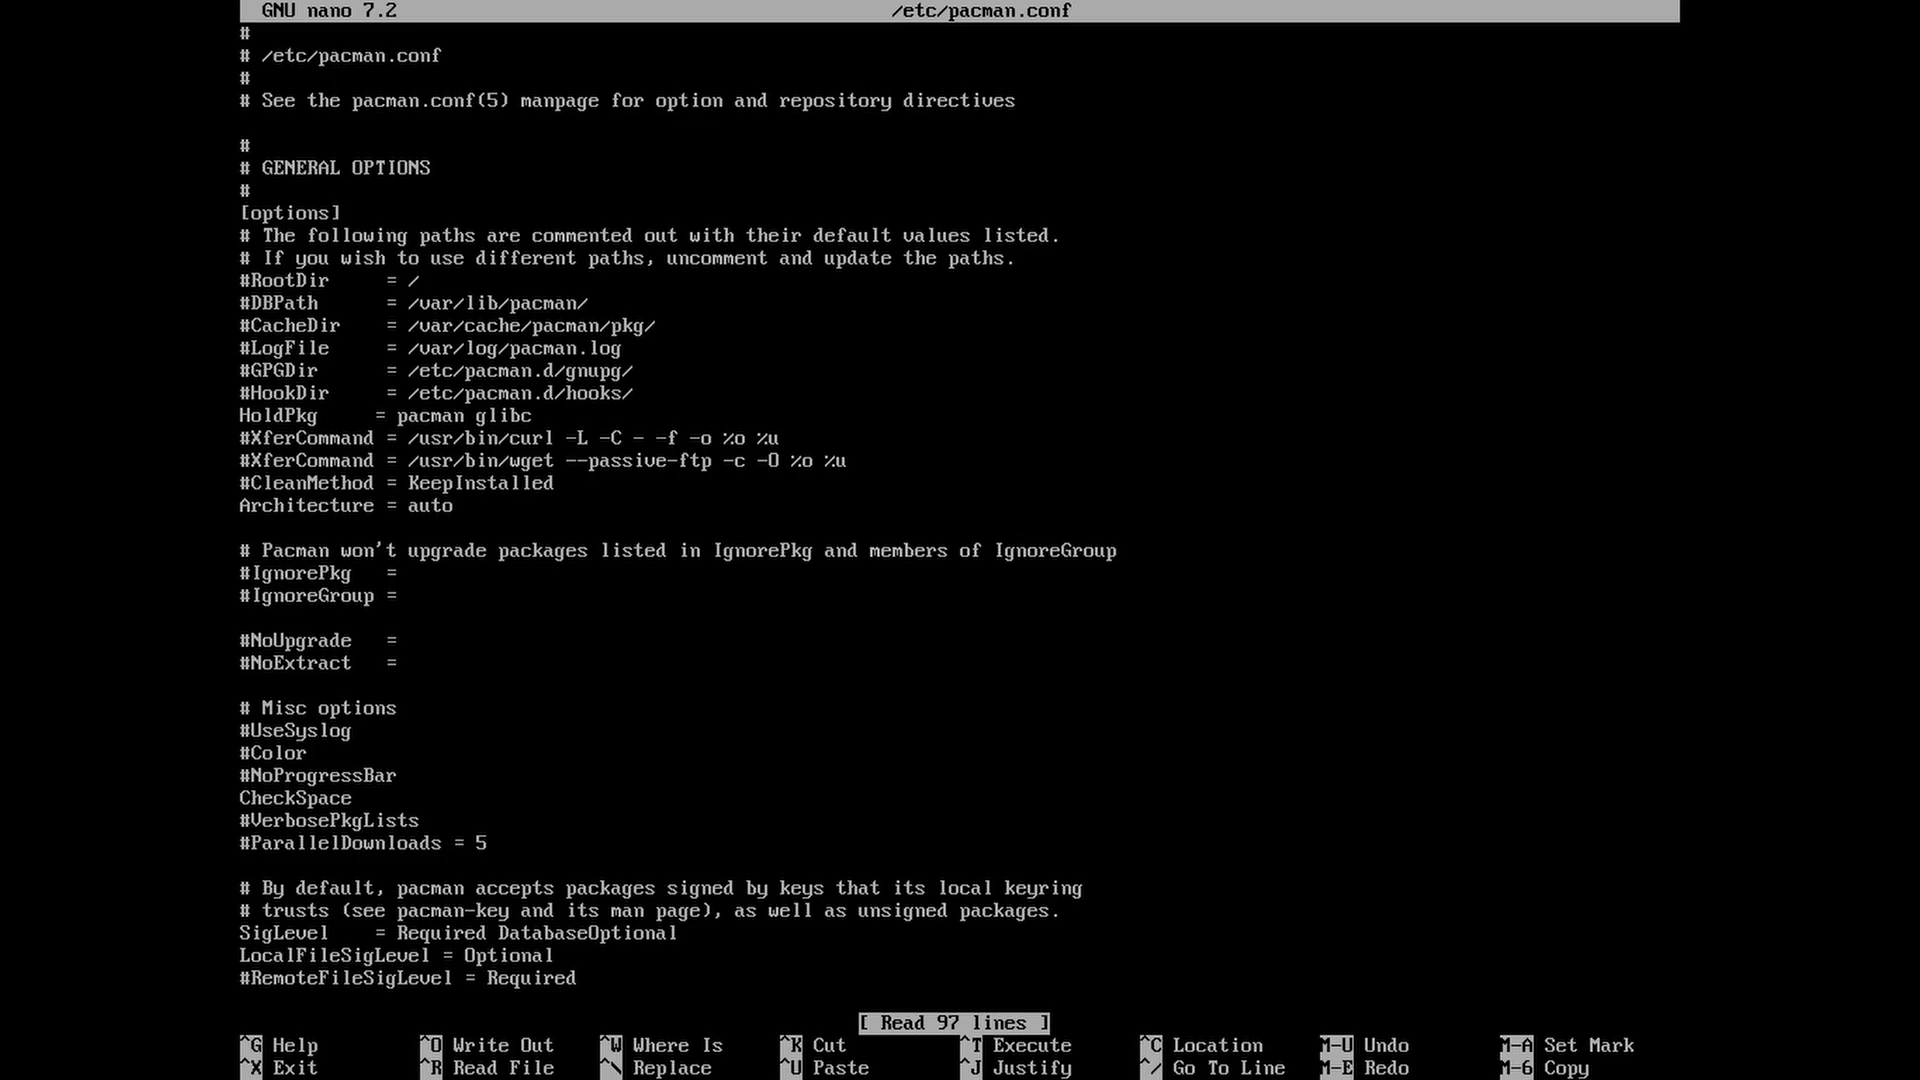 GNU nano 7.2 /etc/pacman.conf
#
# /etc/pacman.conf
#
# See the pacman.conf(5) manpage for option and repository directives
#
# GENERAL OPTIONS
#
[options]
# The following paths are commented out with their default values listed.
# If you wish to use different paths, uncomment and update the paths.
#RootDir     = /
#DBPath      = /var/lib/pacman/
#CacheDir    = /var/cache/pacman/pkg/
#LogFile     = /var/log/pacman.log
#GPGDir      = /etc/pacman.d/gnupg/
#HookDir     = /etc/pacman.d/hooks/
HoldPkg     = pacman glibc
#XferCommand = /usr/bin/curl -L -C - -f -o %o %u
#XferCommand = /usr/bin/wget --passive-ftp -c -O %o %u
#CleanMethod = KeepInstalled
Architecture = auto
# Pacman won't upgrade packages listed in IgnorePkg and members of IgnoreGroup
#IgnorePkg   =
#IgnoreGroup =
#NoUpgrade   =
#NoExtract   =
# Misc options
#UseSyslog
#Color
#NoProgressBar
CheckSpace
#VerbosePkgLists
#ParallelDownloads = 5
# By default, pacman accepts packages signed by keys that its local keyring
# trusts (see pacman-key and its man page), as well as unsigned packages.
SigLevel    = Required DatabaseOptional
LocalFileSigLevel = Optional
#RemoteFileSigLevel = Required
[ Read 97 lines ]
^G Help ^O Write Out ^W Where Is ^K Cut ^T Execute ^C Location M-U Undo M-A Set Mark
^X Exit ^R Read File ^\ Replace ^U Paste ^J Justify ^/ Go To Line M-E Redo M-6 Copy